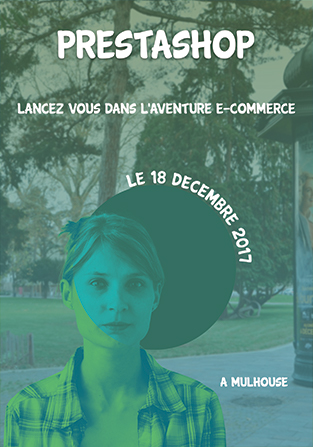 PRESTASHOP
LANCEZ VOUS DANS L'AVENTURE E-COMMERCE
LE 18 DECEMBRE 2017
A MULHOUSE